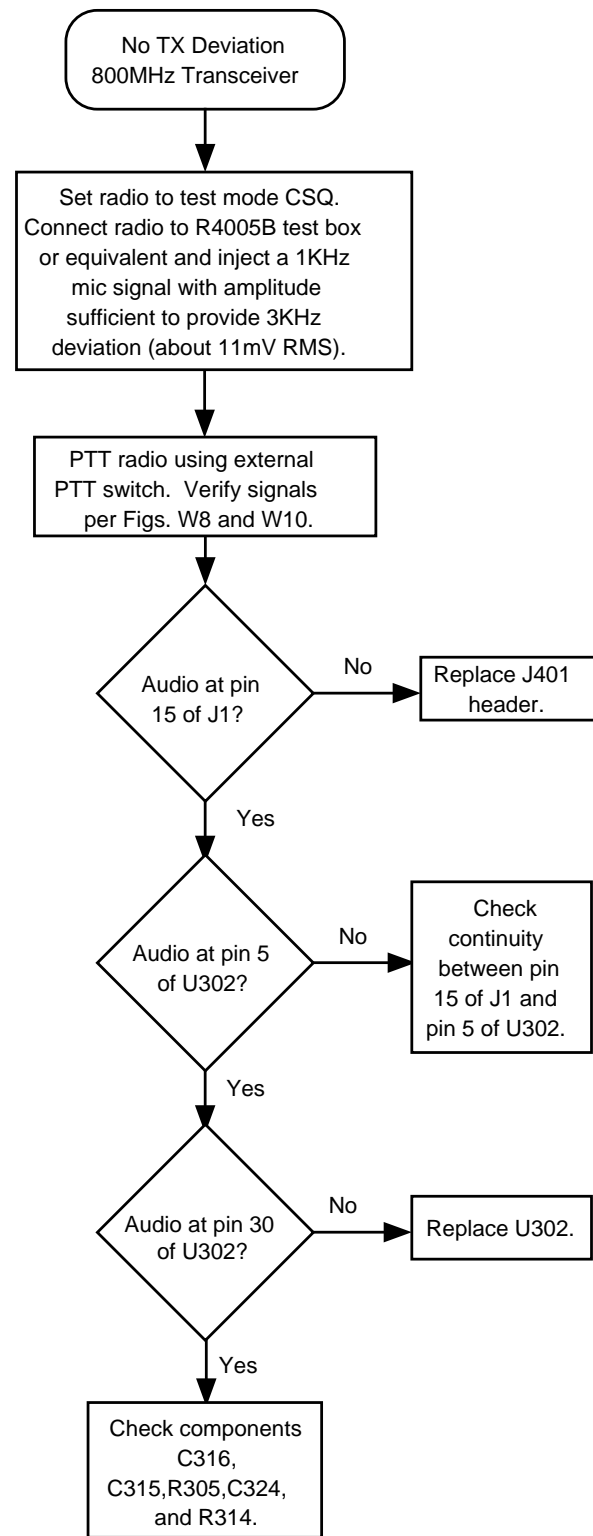 No TX Deviation
800MHz Transceiver
Set radio to test mode CSQ.
Connect radio to R4005B test box
or equivalent and inject a 1KHz
mic signal with amplitude
sufficient to provide 3KHz
deviation (about 11mV RMS).
PTT radio using external
PTT switch.  Verify signals
per Figs. W8 and W10.
Audio at pin
15 of J1?
No
Replace J401
header.
Yes
Audio at pin 5
of U302?
No
Check
continuity
between pin
15 of J1 and
pin 5 of U302.
Yes
Audio at pin 30
of U302?
No
Replace U302.
Yes
Check components
C316,
C315,R305,C324,
and R314.